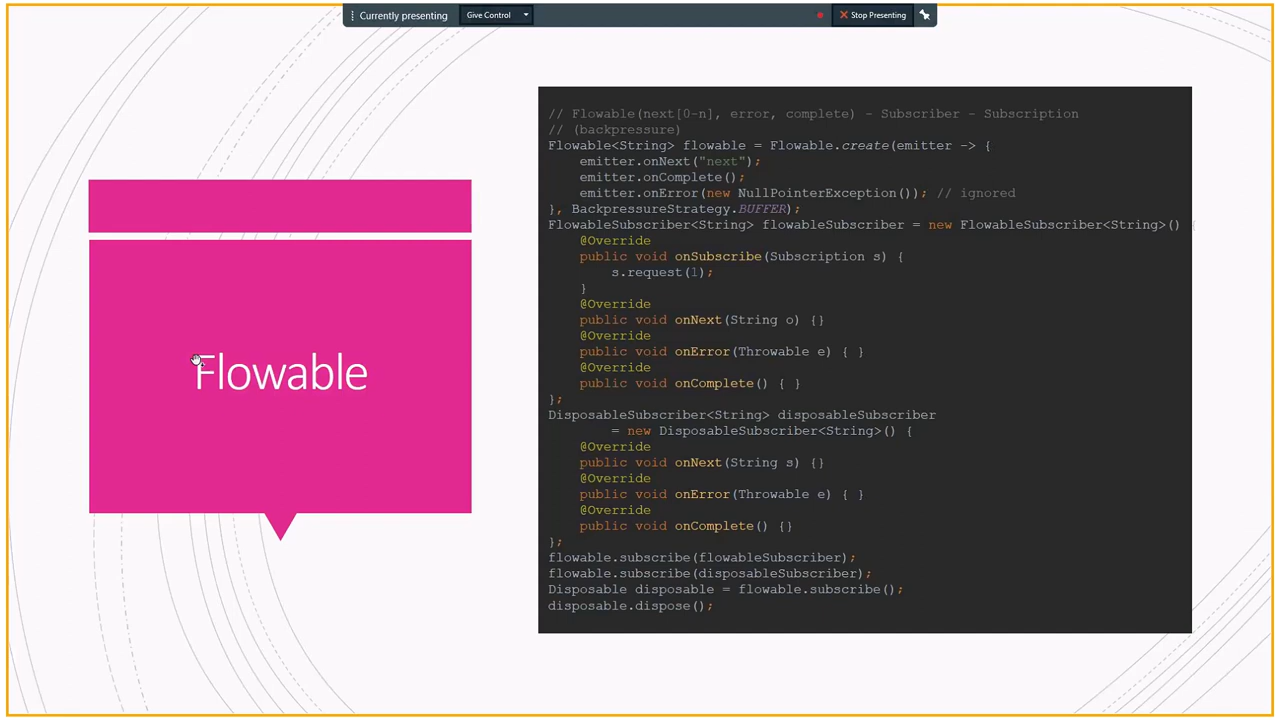 Currently presenting
Give Control
Stop Presenting
Flowable
// Flowable(next[0-n], error, complete) - Subscriber - Subscription
// (backpressure)
Flowable<String> flowable = Flowable.create(emitter -> {
emitter.onNext("next");
emitter.onComplete();
emitter.onError(new NullPointerException()); // ignored
}, BackpressureStrategy.BUFFER);
FlowableSubscriber<String> flowableSubscriber = new FlowableSubscriber<String>() {
@Override
public void onSubscribe(Subscription s) {
s.request(1);
}
@Override
public void onNext(String o) {}
@Override
public void onError(Throwable e) { }
@Override
public void onComplete() { }
};
DisposableSubscriber<String> disposableSubscriber
= new DisposableSubscriber<String>() {
@Override
public void onNext(String s) {}
@Override
public void onError(Throwable e) { }
@Override
public void onComplete() {}
};
flowable.subscribe(flowableSubscriber);
flowable.subscribe(disposableSubscriber);
Disposable disposable = flowable.subscribe();
disposable.dispose();